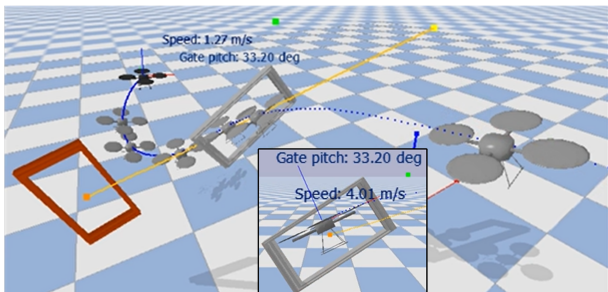 Speed: 1.27 m/s
Gate pitch: 33.20 deg
Gate pitch: 33.20 deg
Speed: 4.01 m/s